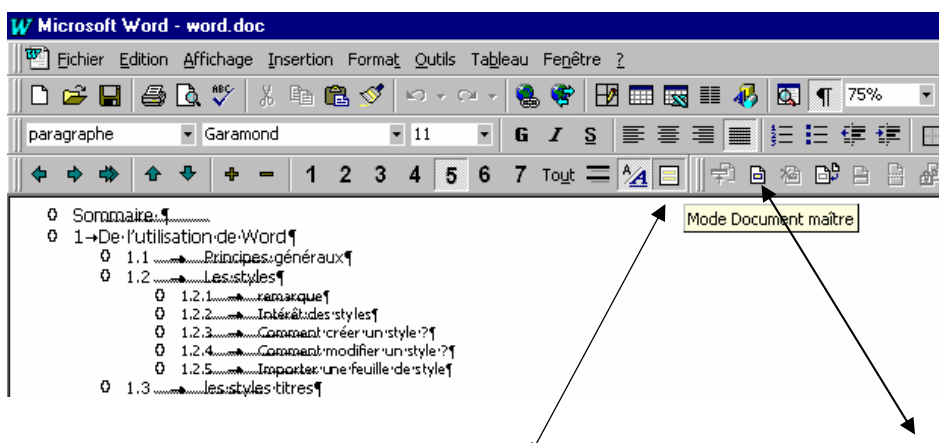 Microsoft Word - word.doc
Fichier Edition Affichage Insertion Format Outils Tableau Fenêtre ?
ABC 75%
paragraphe Garamond 11 G I S
1 2 3 4 5 6 7 Tout
Mode Document maître
Sommaire ¶
1→De·l'utilisation·de·Word¶
1.1 → Principes·généraux¶
1.2 → Les·styles¶
1.2.1 → remarque¶
1.2.2 → Intérêt·des·styles¶
1.2.3 → Comment·créer·un·style·?¶
1.2.4 → Comment·modifier·un·style·?¶
1.2.5 → Importer·une·feuille·de·style¶
1.3 → les·styles·titres¶